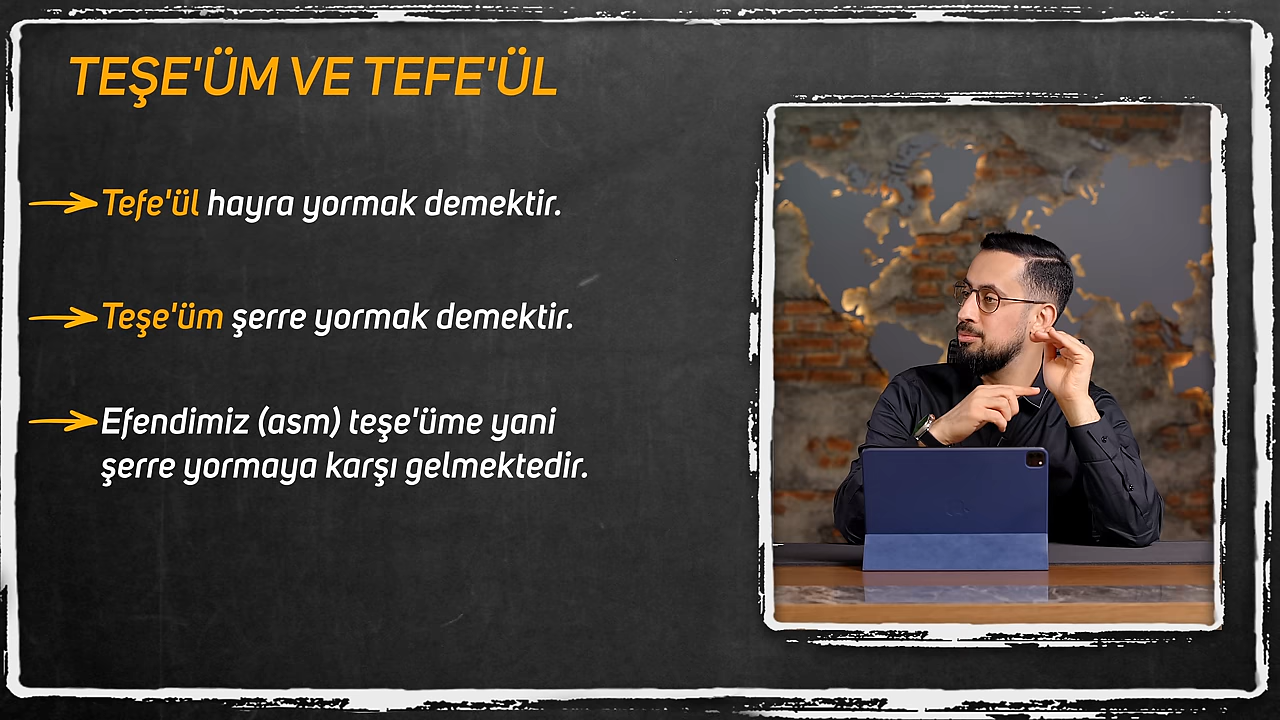 TEŞE'ÜM VE TEFE'ÜL
Tefe'ül hayra yormak demektir.
Teşe'üm şerre yormak demektir.
Efendimiz (asm) teşe'üme yani
şerre yormaya karşı gelmektedir.